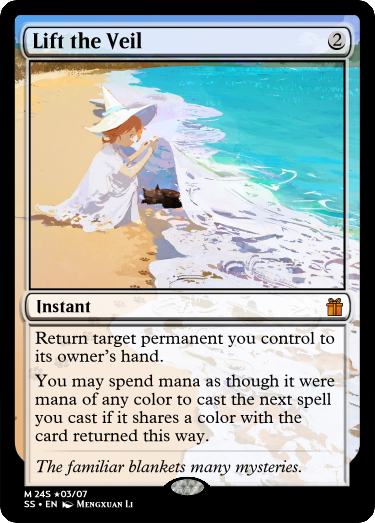 Lift the Veil 2
Instant
Return target permanent you control to
its owner's hand.
You may spend mana as though it were
mana of any color to cast the next spell
you cast if it shares a color with the
card returned this way.
The familiar blankets many mysteries.
M 24S ★03/07
SS • EN Mengxuan Li